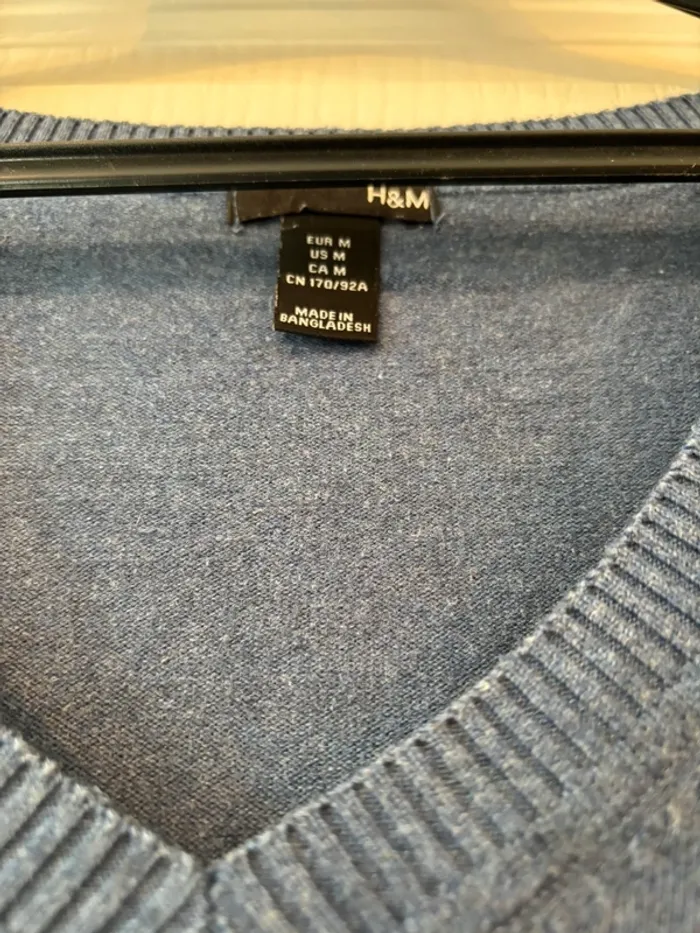 H&M
EUR M
US M
CA M
CN 170/92A
MADE IN
BANGLADESH